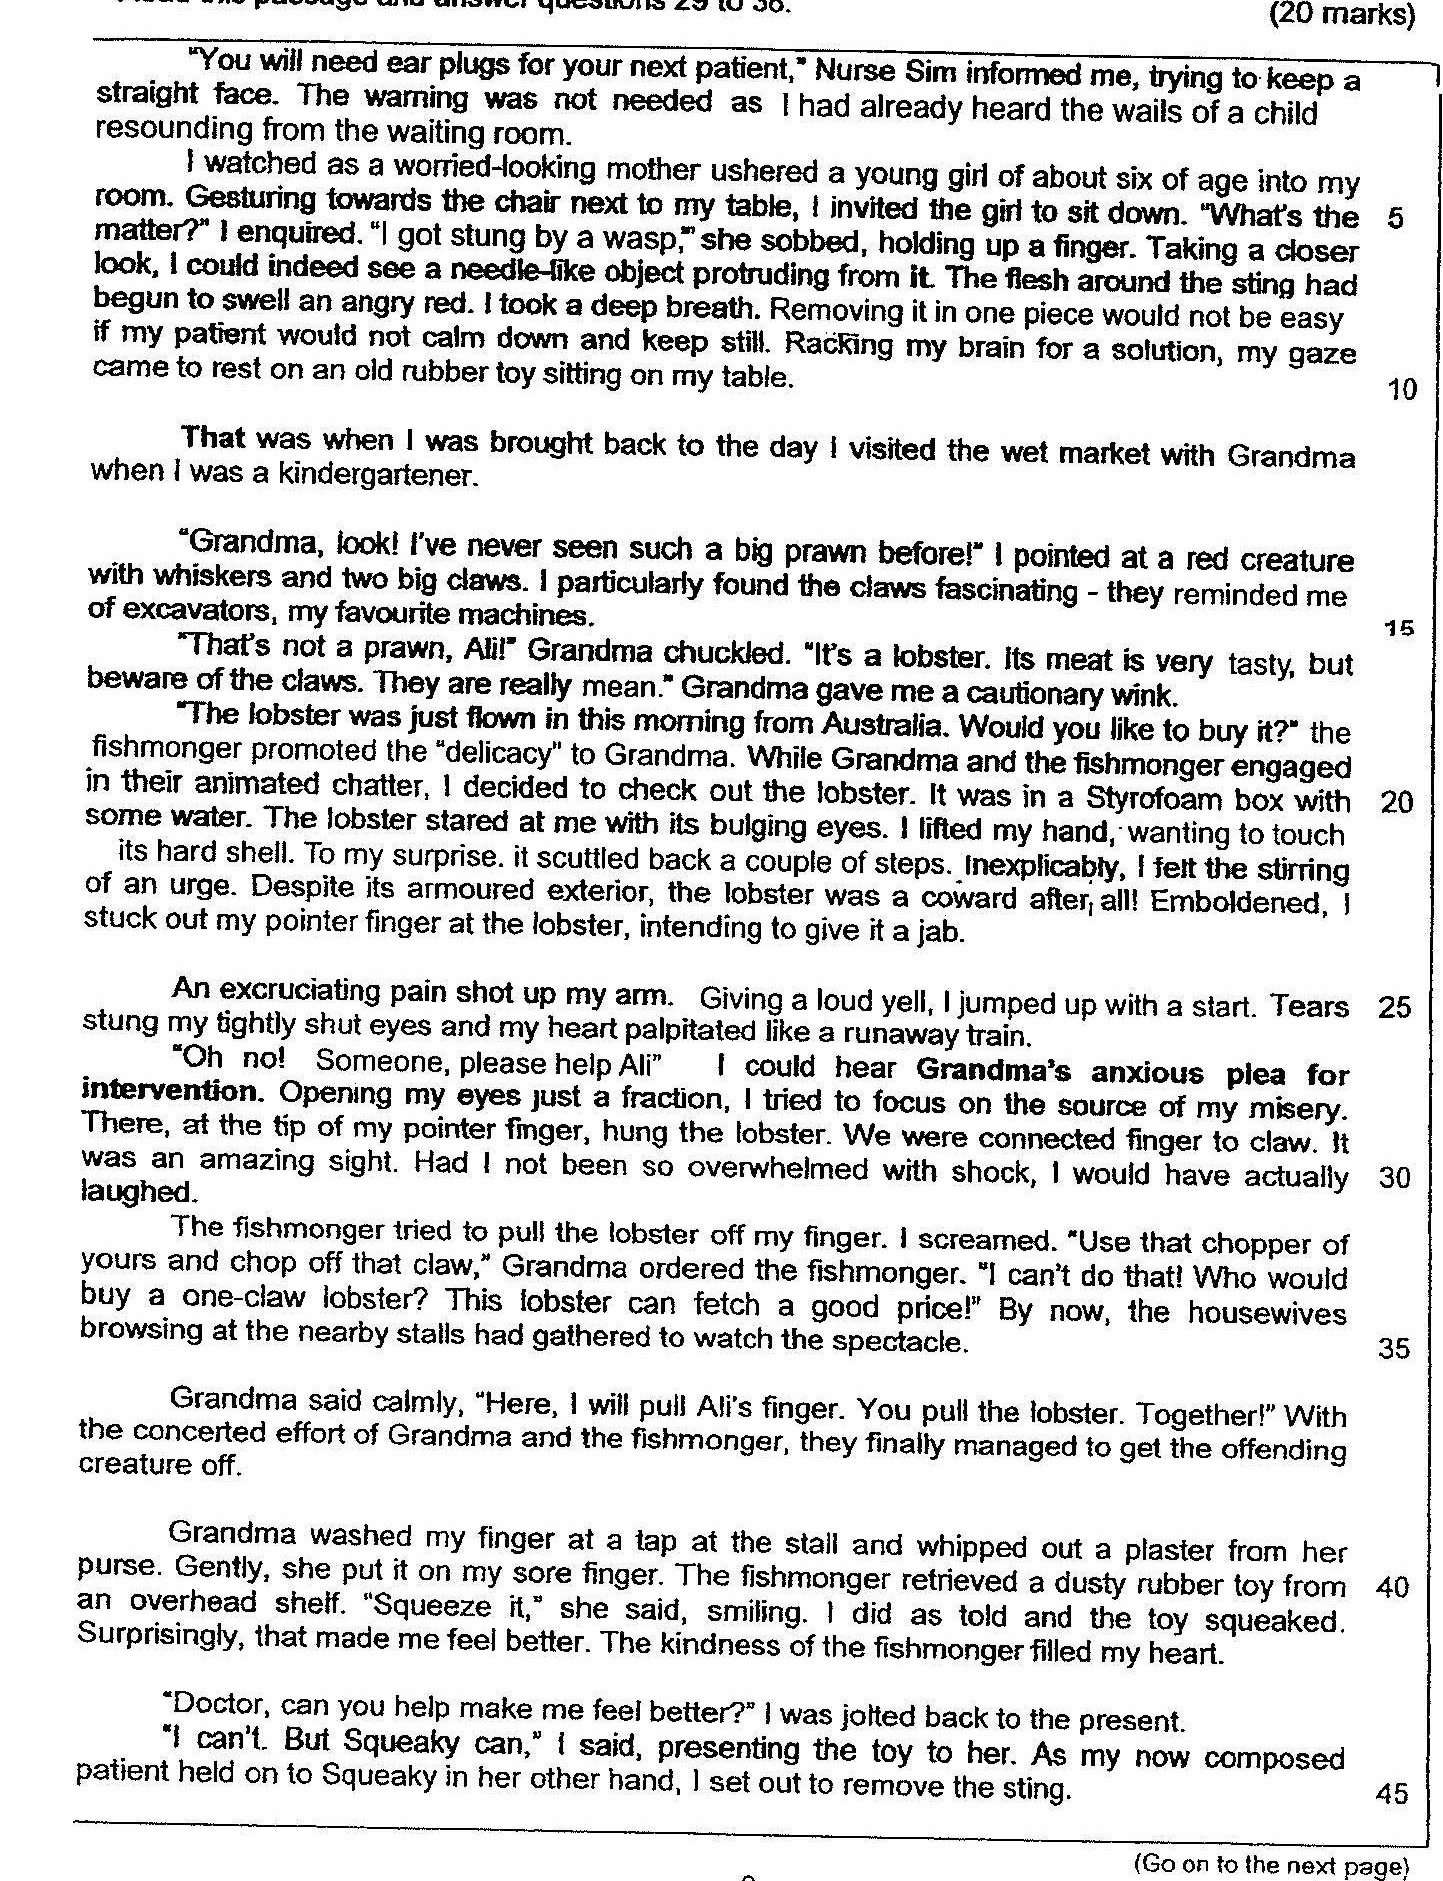 Read this passage and answer questions 29 to 38.
(20 marks)
"You will need ear plugs for your next patient," Nurse Sim informed me, trying to keep a 1
straight face. The warning was not needed as I had already heard the wails of a child
resounding from the waiting room.
I watched as a worried-looking mother ushered a young girl of about six of age into my
room. Gesturing towards the chair next to my table, I invited the girl to sit down. "What's the 5
matter?" I enquired. "I got stung by a wasp," she sobbed, holding up a finger. Taking a closer
look, I could indeed see a needle-like object protruding from it. The flesh around the sting had
begun to swell an angry red. I took a deep breath. Removing it in one piece would not be easy
if my patient would not calm down and keep still. Racking my brain for a solution, my gaze
came to rest on an old rubber toy sitting on my table. 10
That was when I was brought back to the day I visited the wet market with Grandma
when I was a kindergartener.
"Grandma, look! I've never seen such a big prawn before!" I pointed at a red creature
with whiskers and two big claws. I particularly found the claws fascinating - they reminded me
of excavators, my favourite machines. 15
"That's not a prawn, Ali!" Grandma chuckled. "It's a lobster. Its meat is very tasty, but
beware of the claws. They are really mean." Grandma gave me a cautionary wink.
"The lobster was just flown in this morning from Australia. Would you like to buy it?" the
fishmonger promoted the "delicacy" to Grandma. While Grandma and the fishmonger engaged
in their animated chatter, I decided to check out the lobster. It was in a Styrofoam box with 20
some water. The lobster stared at me with its bulging eyes. I lifted my hand, wanting to touch
its hard shell. To my surprise. it scuttled back a couple of steps. Inexplicably, I felt the stirring
of an urge. Despite its armoured exterior, the lobster was a coward after all! Emboldened, I
stuck out my pointer finger at the lobster, intending to give it a jab.
An excruciating pain shot up my arm. Giving a loud yell, I jumped up with a start. Tears 25
stung my tightly shut eyes and my heart palpitated like a runaway train.
"Oh no! Someone, please help Ali" I could hear Grandma's anxious plea for
intervention. Opening my eyes just a fraction, I tried to focus on the source of my misery.
There, at the tip of my pointer finger, hung the lobster. We were connected finger to claw. It
was an amazing sight. Had I not been so overwhelmed with shock, I would have actually 30
laughed.
The fishmonger tried to pull the lobster off my finger. I screamed. "Use that chopper of
yours and chop off that claw," Grandma ordered the fishmonger. "I can't do that! Who would
buy a one-claw lobster? This lobster can fetch a good price!" By now, the housewives
browsing at the nearby stalls had gathered to watch the spectacle. 35
Grandma said calmly, "Here, I will pull Ali's finger. You pull the lobster. Together!" With
the concerted effort of Grandma and the fishmonger, they finally managed to get the offending
creature off.
Grandma washed my finger at a tap at the stall and whipped out a plaster from her
purse. Gently, she put it on my sore finger. The fishmonger retrieved a dusty rubber toy from 40
an overhead shelf. "Squeeze it," she said, smiling. I did as told and the toy squeaked.
Surprisingly, that made me feel better. The kindness of the fishmonger filled my heart.
"Doctor, can you help make me feel better?" I was jolted back to the present.
"I can't. But Squeaky can," I said, presenting the toy to her. As my now composed
patient held on to Squeaky in her other hand, I set out to remove the sting. 45
(Go on to the next page)